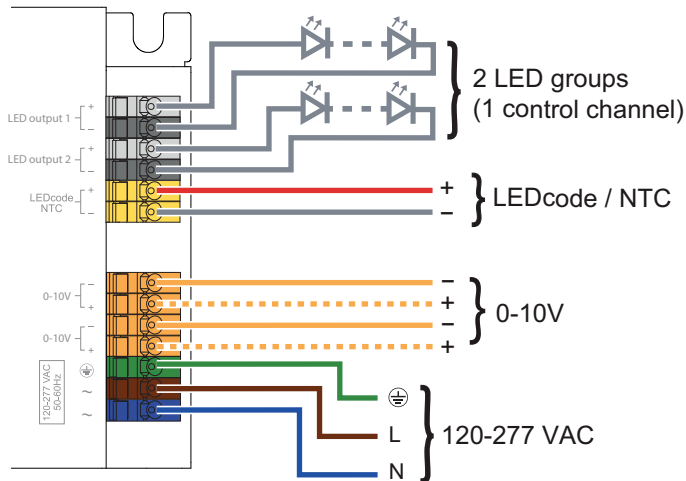 2 LED groups
(1 control channel)
+
LED output 1
−
+
LED output 2
−
+
LEDcode
NTC
−
+
−
LEDcode / NTC
−
0-10V
+
−
0-10V
+
−
+
−
+
0-10V
120-277 VAC
50-60Hz
~
~
L
N
120-277 VAC